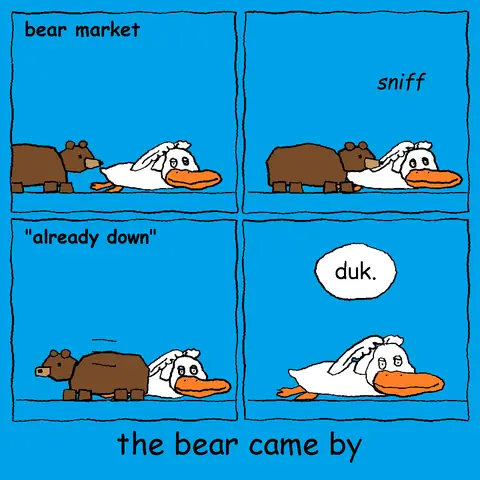 bear market
sniff
"already down"
duk.
the bear came by